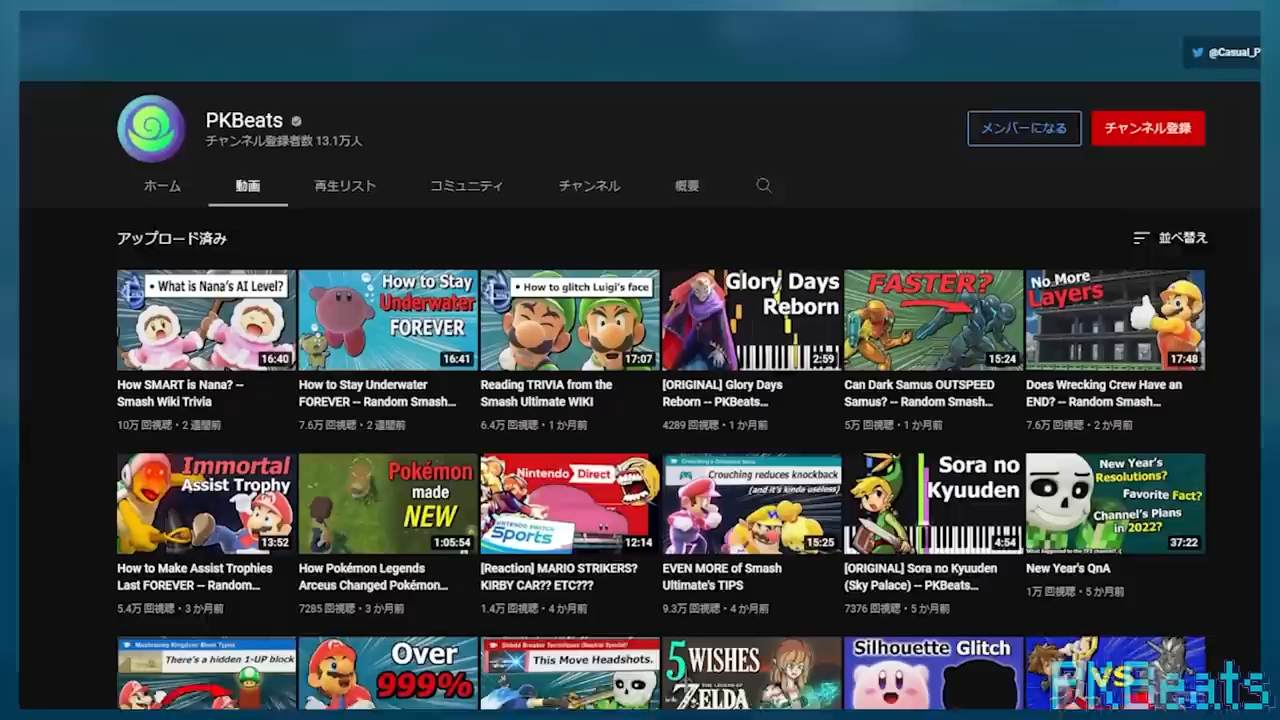 @Casual_P
PKBeats
チャンネル登録者数 13.1万人
メンバーになる
チャンネル登録
ホーム
動画
再生リスト
コミュニティ
チャンネル
概要
アップロード済み
並べ替え
• What is Nana's AI Level?
16:40
How to Stay
Underwater
FOREVER
16:41
• How to glitch Luigi's face
17:07
Glory Days
Reborn
2:59
FASTER?
15:24
No More
Layers
17:48
How SMART is Nana? --
Smash Wiki Trivia
10万 回視聴・2 週間前
How to Stay Underwater
FOREVER -- Random Smash...
7.6万 回視聴・2 週間前
Reading TRIVIA from the
Smash Ultimate WIKI
6.4万 回視聴・1 か月前
[ORIGINAL] Glory Days
Reborn -- PKBeats...
4289 回視聴・1 か月前
Can Dark Samus OUTSPEED
Samus? -- Random Smash...
5万 回視聴・1 か月前
Does Wrecking Crew Have an
END? -- Random Smash...
7.6万 回視聴・2 か月前
Immortal
Assist Trophy
13:52
Pokémon
made
NEW
1:05:54
Nintendo Direct
NINTENDO SWITCH
Sports
12:14
Crouching reduces knockback
(and it's kinda useless)
15:25
Sora no
Kyuuden
4:54
New Year's
Resolutions?
Favorite Fact?
Channel's Plans
in 2022?
37:22
How to Make Assist Trophies
Last FOREVER -- Random...
5.4万 回視聴・3 か月前
How Pokémon Legends
Arceus Changed Pokémon...
7285 回視聴・3 か月前
[Reaction] MARIO STRIKERS?
KIRBY CAR?? ETC???
1.4万 回視聴・4 か月前
EVEN MORE of Smash
Ultimate's TIPS
9.3万 回視聴・4 か月前
[ORIGINAL] Sora no Kyuuden
(Sky Palace) -- PKBeats...
7376 回視聴・5 か月前
New Year's QnA
1万 回視聴・5 か月前
Mushrooming Kingdom: Block Types
There's a hidden 1-UP block
Over
999%
This Move Headshots.
5 WISHES
THE LEGEND OF
ZELDA
Silhouette Glitch
VS
PKBeats